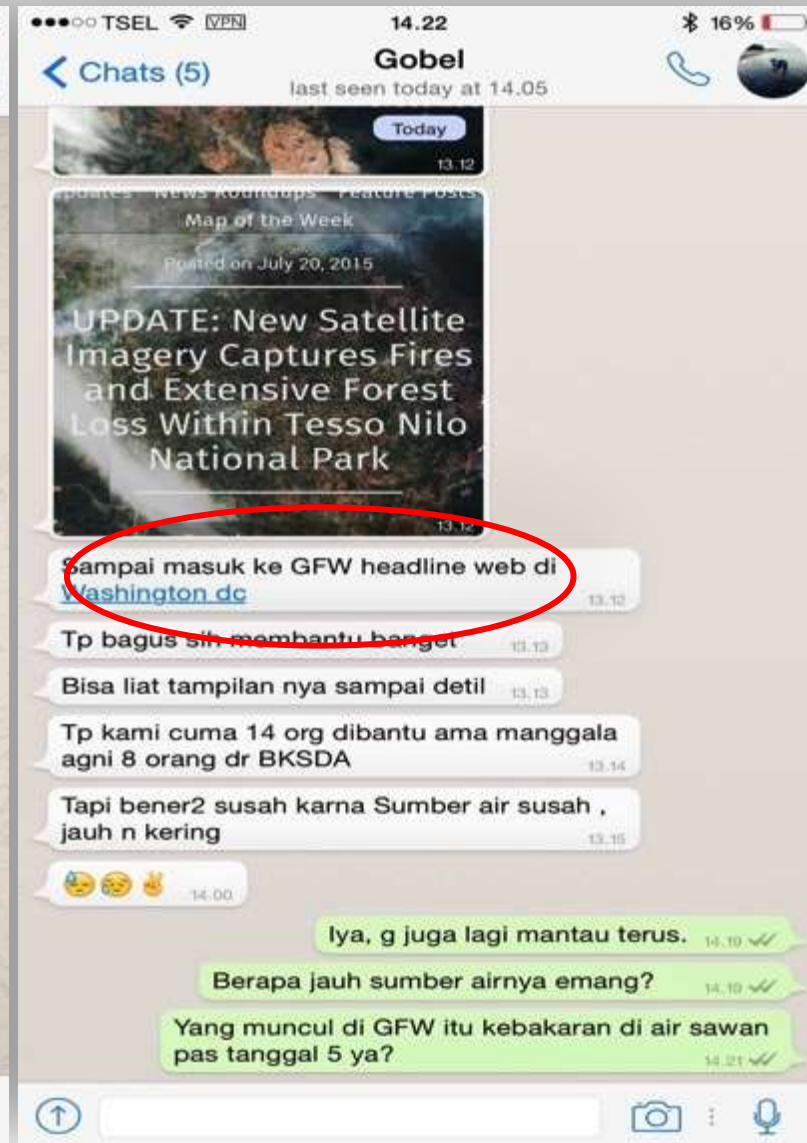 TSEL VPN 14.22 16%
Chats (5) Gobel
last seen today at 14.05
Today
13.12
Updates News Roundups Feature Posts
Map of the Week
Posted on July 20, 2015
UPDATE: New Satellite
Imagery Captures Fires
and Extensive Forest
Loss Within Tesso Nilo
National Park
13.12
Sampai masuk ke GFW headline web di
Washington dc 13.12
Tp bagus sih membantu banget 13.13
Bisa liat tampilan nya sampai detil 13.13
Tp kami cuma 14 org dibantu ama manggala
agni 8 orang dr BKSDA 13.14
Tapi bener2 susah karna Sumber air susah ,
jauh n kering 13.15
14.00
Iya, g juga lagi mantau terus. 14.19
Berapa jauh sumber airnya emang? 14.19
Yang muncul di GFW itu kebakaran di air sawan
pas tanggal 5 ya? 14.21